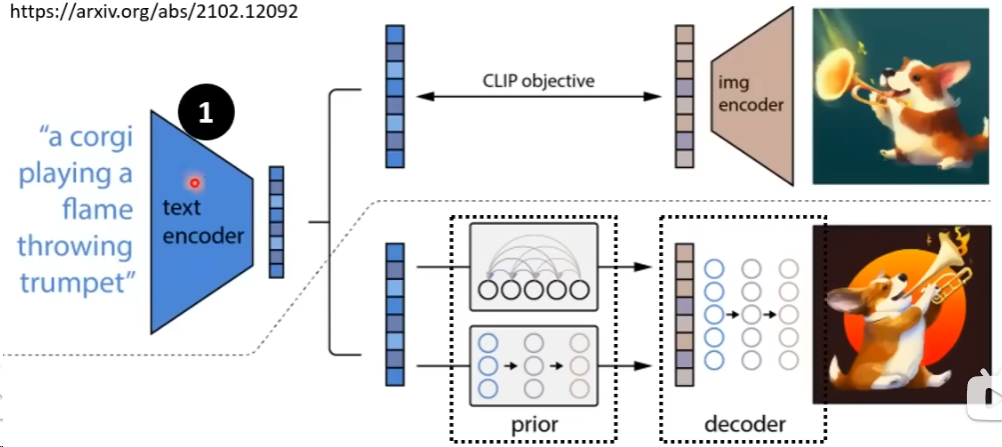 https://arxiv.org/abs/2102.12092
1
“a corgi
playing a
flame
throwing
trumpet”
text
encoder
CLIP objective
img
encoder
prior
decoder